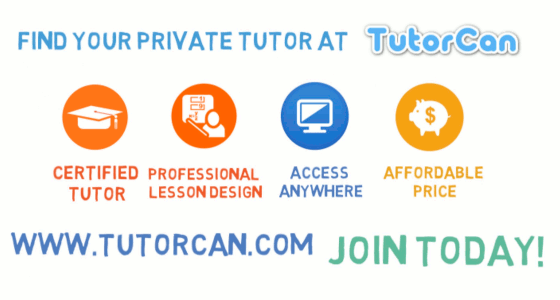 FIND YOUR PRIVATE TUTOR AT TutorCan
$
CERTIFIED
TUTOR
PROFESSIONAL
LESSON DESIGN
ACCESS
ANYWHERE
AFFORDABLE
PRICE
WWW.TUTORCAN.COM JOIN TODAY!